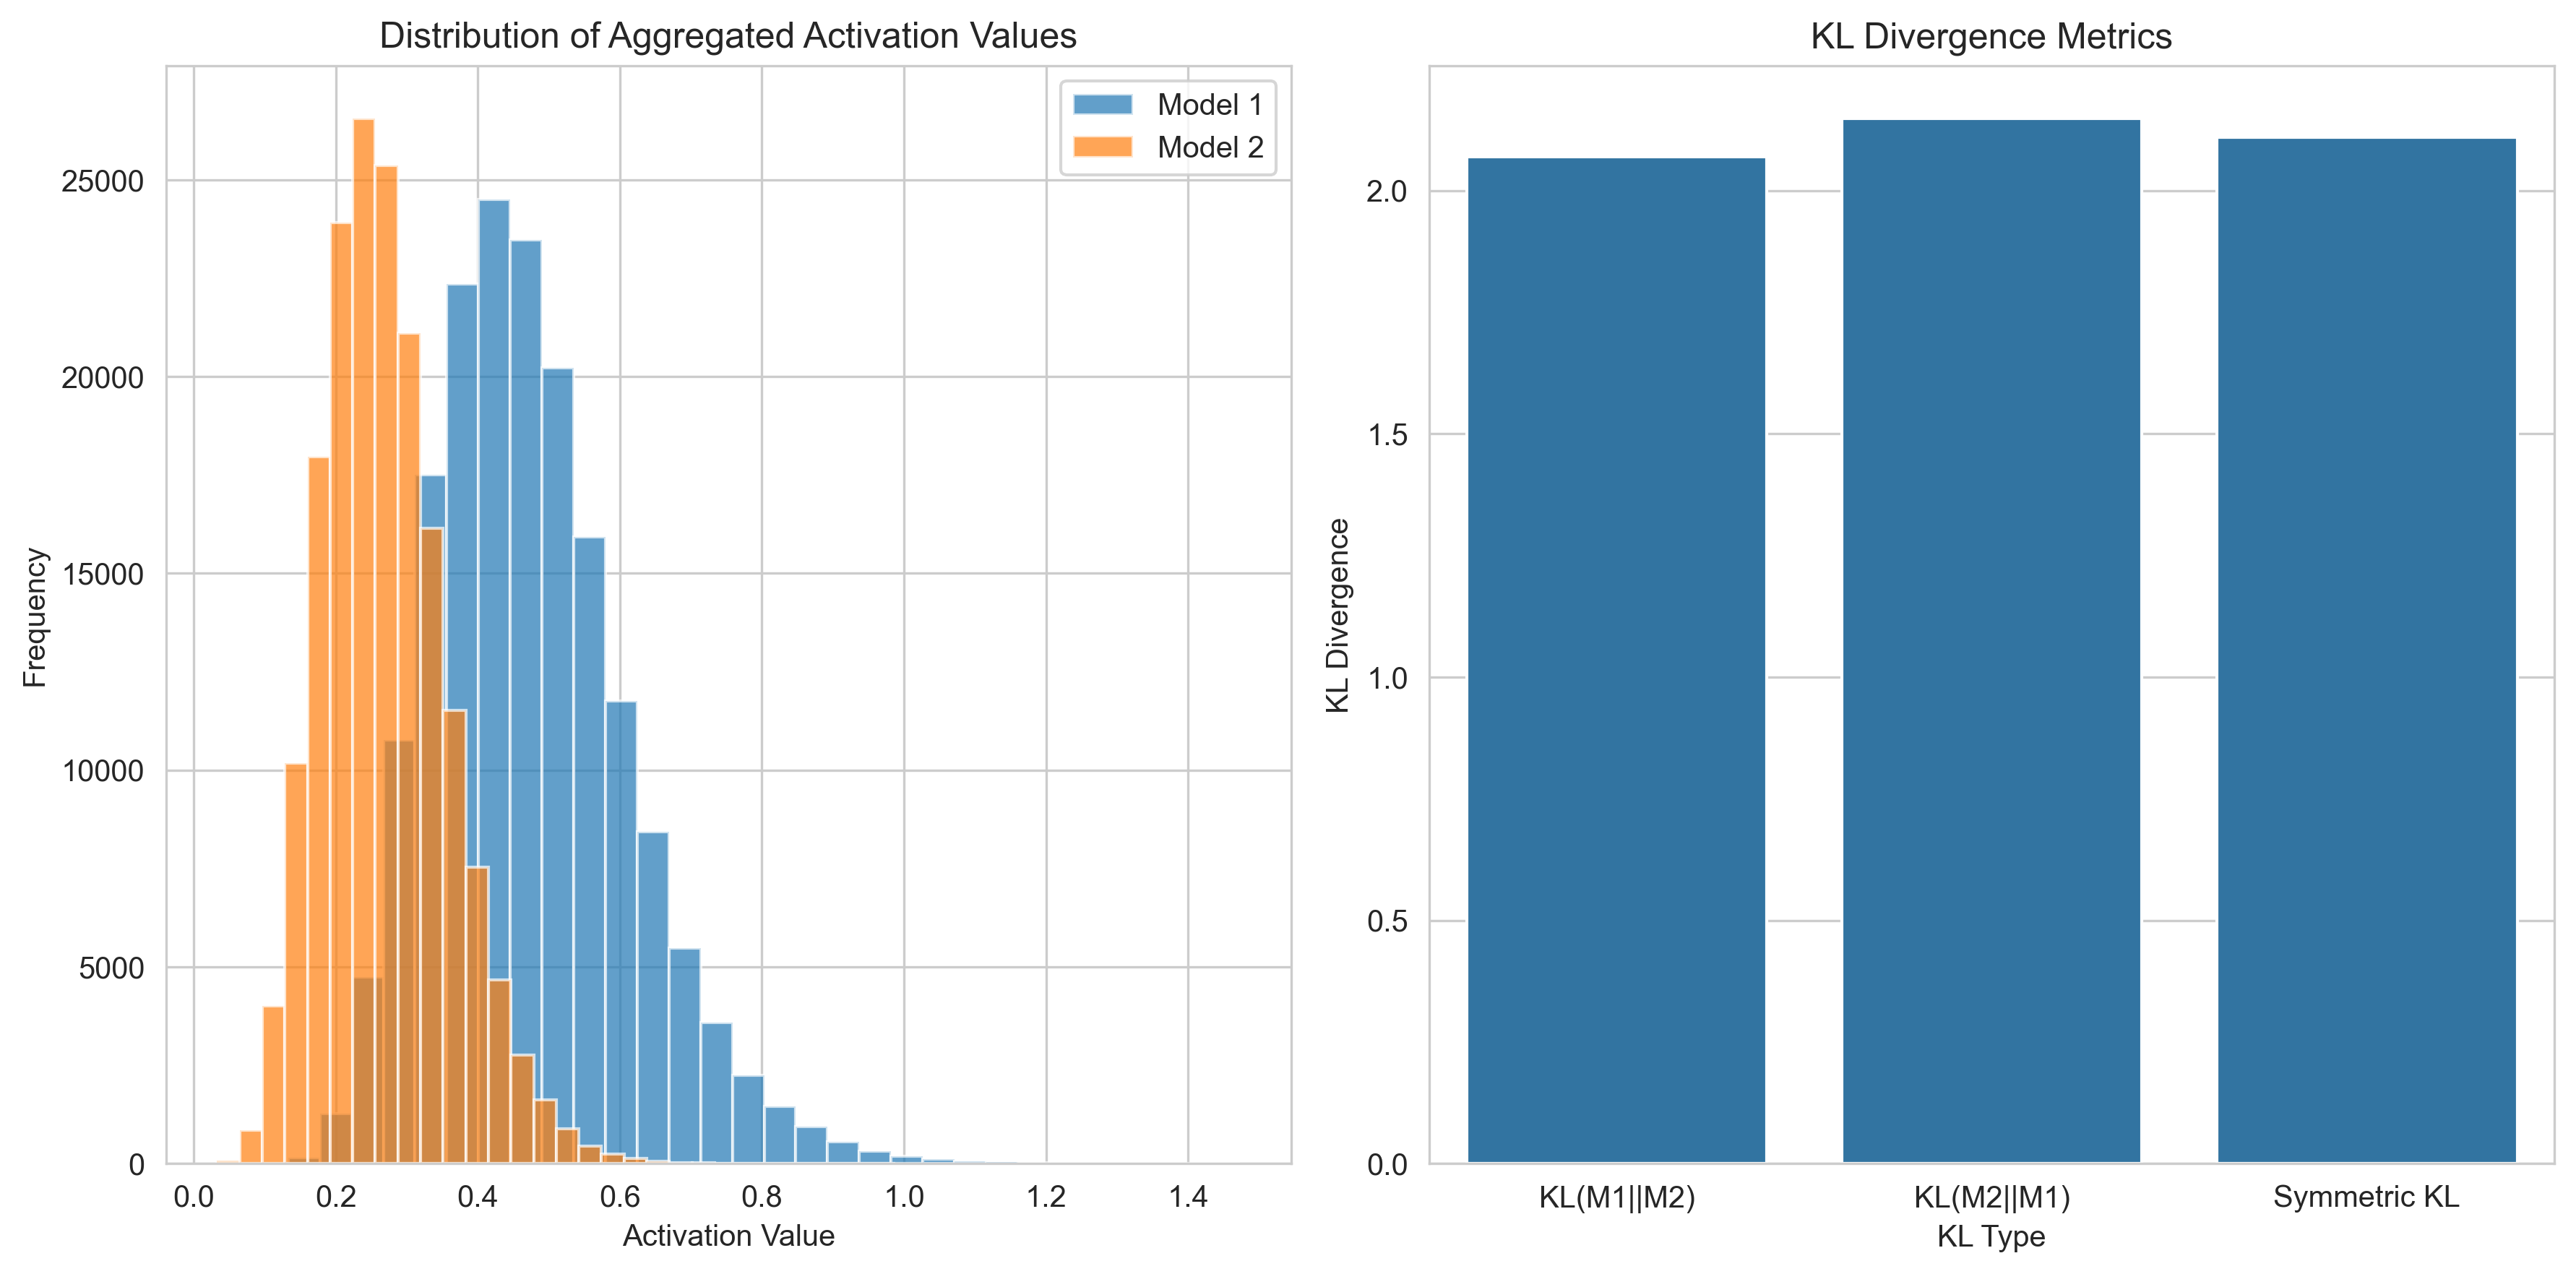 Distribution of Aggregated Activation Values
Model 1
Model 2
Frequency
25000
20000
15000
10000
5000
0
0.0 0.2 0.4 0.6 0.8 1.0 1.2 1.4
Activation Value
KL Divergence Metrics
KL Divergence
2.0
1.5
1.0
0.5
0.0
KL(M1||M2) KL(M2||M1) Symmetric KL
KL Type